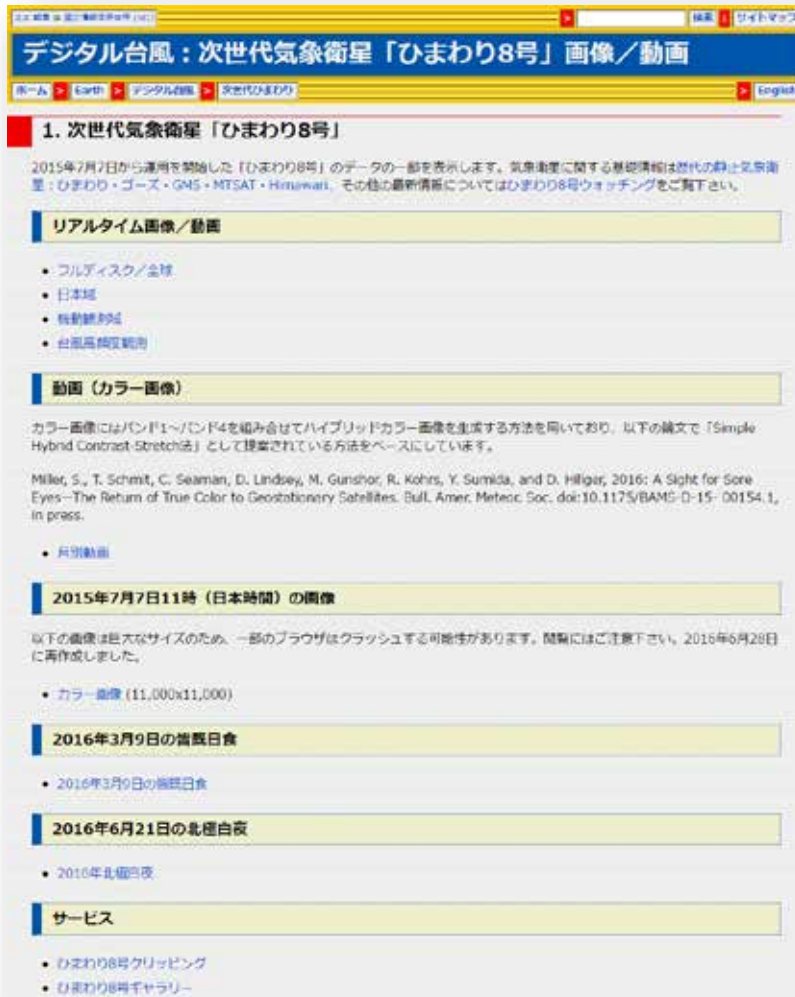 検索
サイトマップ
デジタル台風：次世代気象衛星「ひまわり8号」画像／動画
ホーム
Earth
デジタル台風
次世代ひまわり
English
1. 次世代気象衛星「ひまわり8号」
2015年7月7日から運用を開始した「ひまわり8号」のデータの一部を表示します。気象衛星に関する基礎情報は歴代の静止気象衛
星：ひまわり・ゴーズ・GMS・MTSAT・Himawari、その他の最新情報についてはひまわり8号ウォッチングをご覧下さい。
リアルタイム画像／動画
フルディスク／全球
日本域
機動観測域
台風高頻度観測
動画（カラー画像）
カラー画像にはバンド1～バンド4を組み合せてハイブリッドカラー画像を生成する方法を用いており、以下の論文で「Simple
Hybrid Contrast-Stretch法」として提案されている方法をベースにしています。
Miller, S., T. Schmit, C. Seaman, D. Lindsey, M. Gunshor, R. Kohrs, Y. Sumida, and D. Hillger, 2016: A Sight for Sore
Eyes—The Return of True Color to Geostationary Satellites. Bull. Amer. Meteor. Soc. doi:10.1175/BAMS-D-15- 00154.1,
in press.
月別動画
2015年7月7日11時（日本時間）の画像
以下の画像は巨大なサイズのため、一部のブラウザはクラッシュする可能性があります。閲覧にはご注意下さい。2016年6月28日
に再作成しました。
カラー画像 (11,000x11,000)
2016年3月9日の皆既日食
2016年3月9日の皆既日食
2016年6月21日の北極白夜
2016年北極白夜
サービス
ひまわり8号クリッピング
ひまわり8号ギャラリー